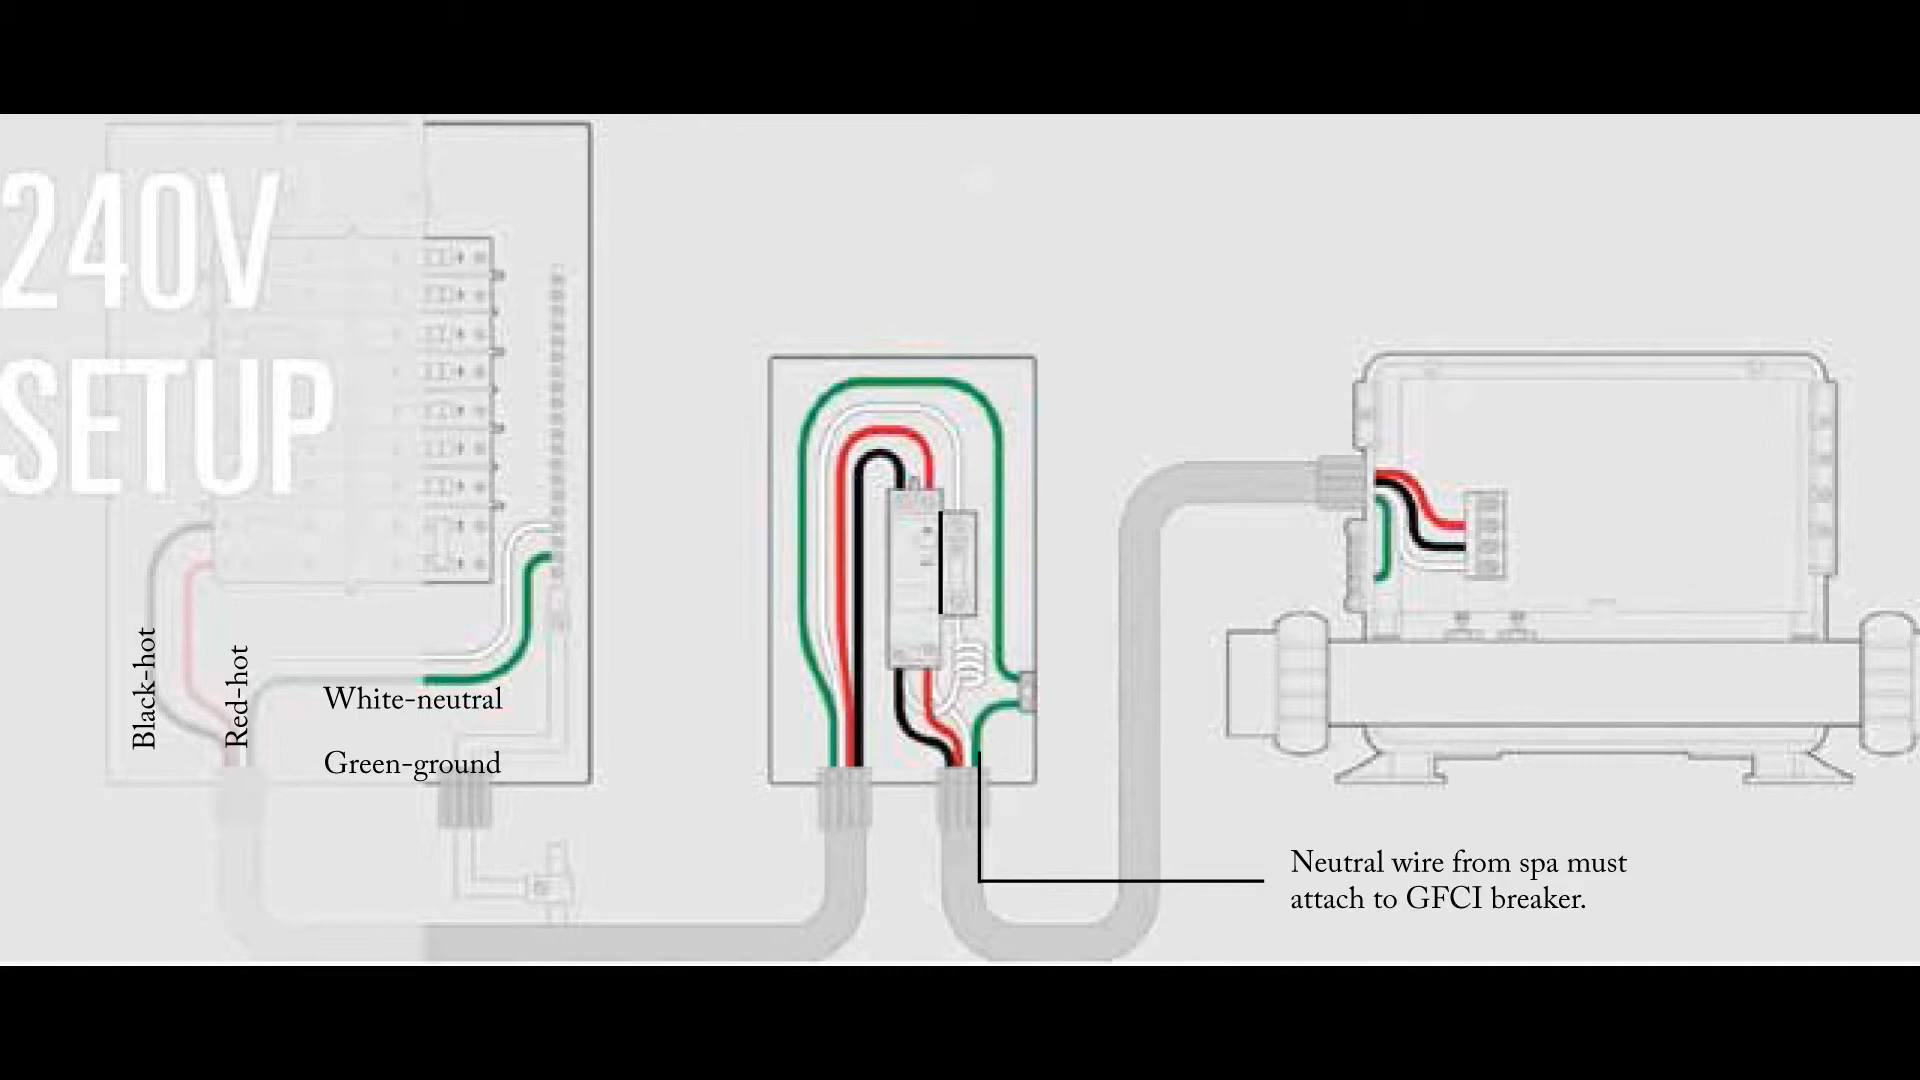 240V
SETUP
Black-hot
Red-hot
White-neutral
Green-ground
Neutral wire from spa must
attach to GFCI breaker.